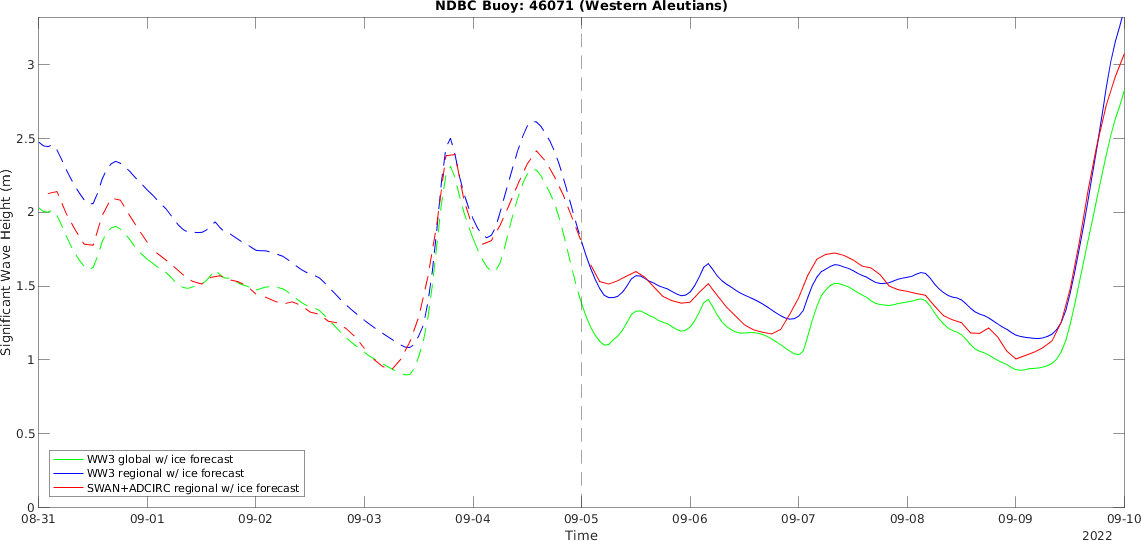 NDBC Buoy: 46071 (Western Aleutians)
Significant Wave Height (m)
3
2.5
2
1.5
1
0.5
0
WW3 global w/ ice forecast
WW3 regional w/ ice forecast
SWAN+ADCIRC regional w/ ice forecast
08-31 09-01 09-02 09-03 09-04 09-05 09-06 09-07 09-08 09-09 09-10
Time
2022